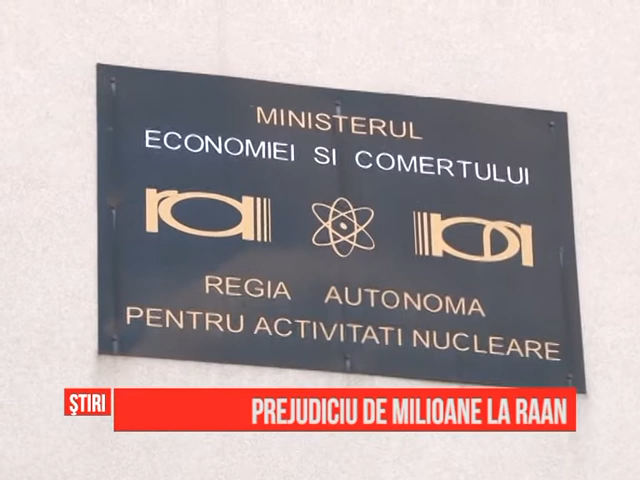 MINISTERUL
ECONOMIEI SI COMERTULUI
REGIA AUTONOMA
PENTRU ACTIVITATI NUCLEARE
ŞTIRI
PREJUDICIU DE MILIOANE LA RAAN